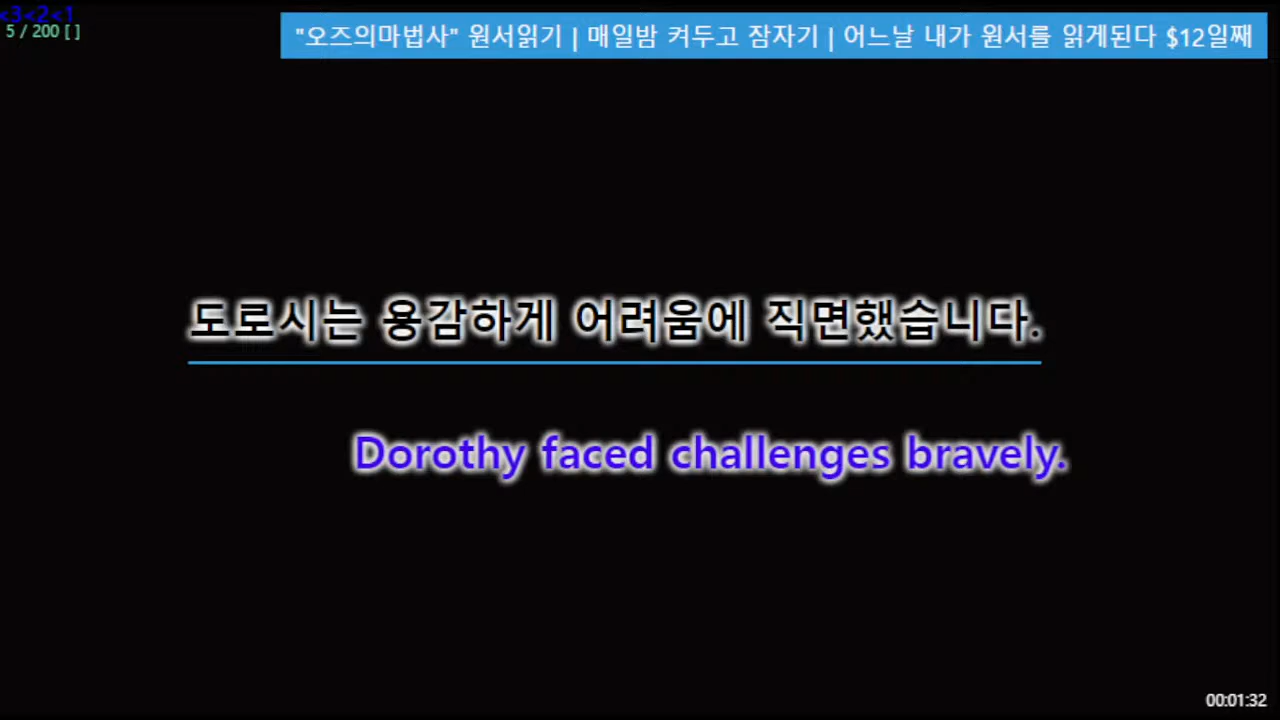 <3<2<1
5 / 200 [ ]
"오즈의마법사" 원서읽기 | 매일밤 켜두고 잠자기 | 어느날 내가 원서를 읽게된다 $12일째
도로시는 용감하게 어려움에 직면했습니다.
Dorothy faced challenges bravely.
00:01:32